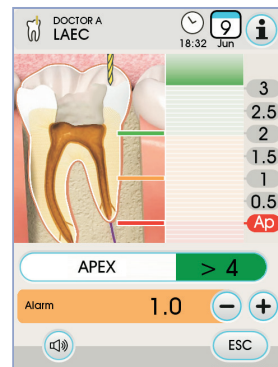 DOCTOR A
LAEC
9
18:32 Jun
3
2.5
2
1.5
1
0.5
Ap
APEX > 4
Alarm 1.0 − +
ESC